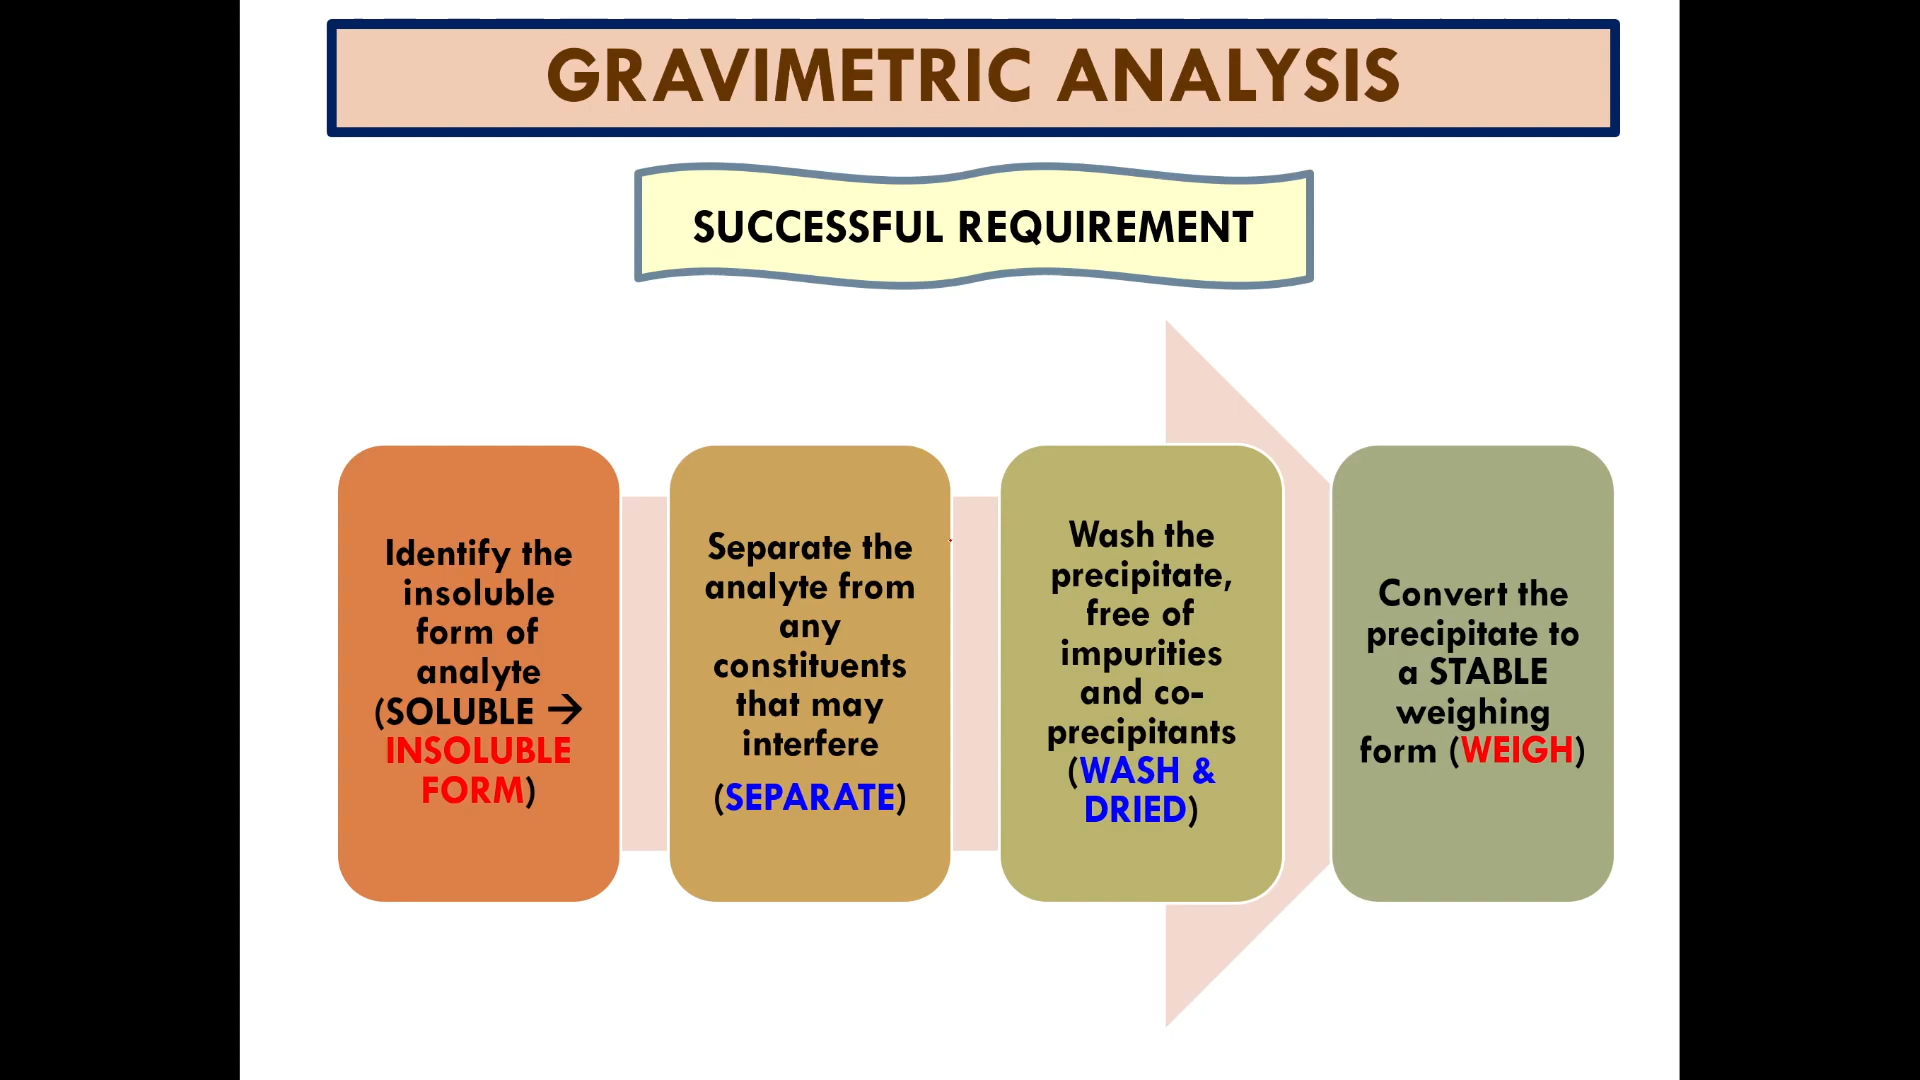 GRAVIMETRIC ANALYSIS
SUCCESSFUL REQUIREMENT
Identify the
insoluble
form of
analyte
(SOLUBLE →
INSOLUBLE
FORM)
Separate the
analyte from
any
constituents
that may
interfere
(SEPARATE)
Wash the
precipitate,
free of
impurities
and co-
precipitants
(WASH &
DRIED)
Convert the
precipitate to
a STABLE
weighing
form (WEIGH)